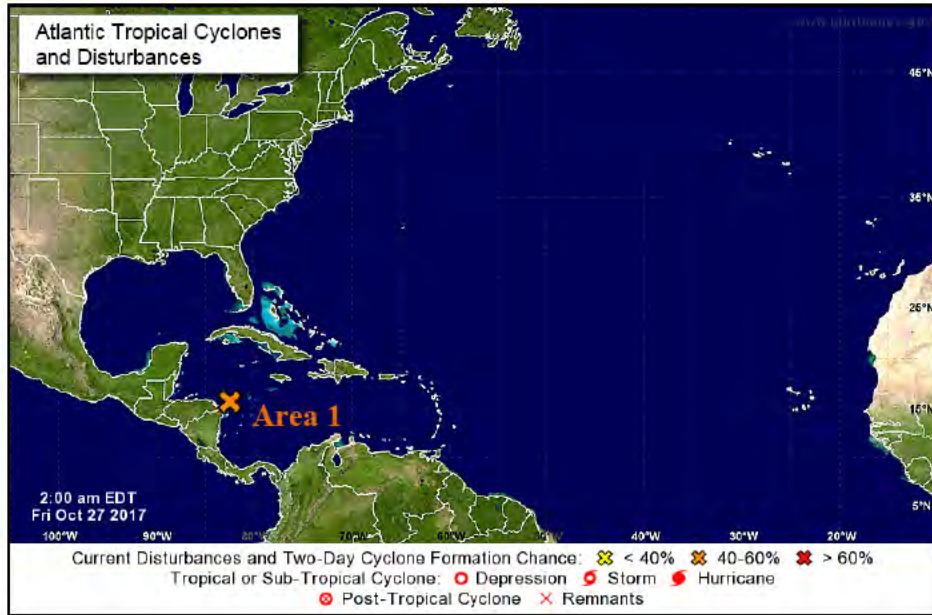 Atlantic Tropical Cyclones
and Disturbances
45°N
35°N
25°N
Area 1
15°N
2:00 am EDT
Fri Oct 27 2017
5°N
100°W 90°W 80°W 70°W 60°W 50°W 40°W 30°W 20°W
Current Disturbances and Two-Day Cyclone Formation Chance: < 40% 40-60% > 60%
Tropical or Sub-Tropical Cyclone: Depression Storm Hurricane
Post-Tropical Cyclone Remnants